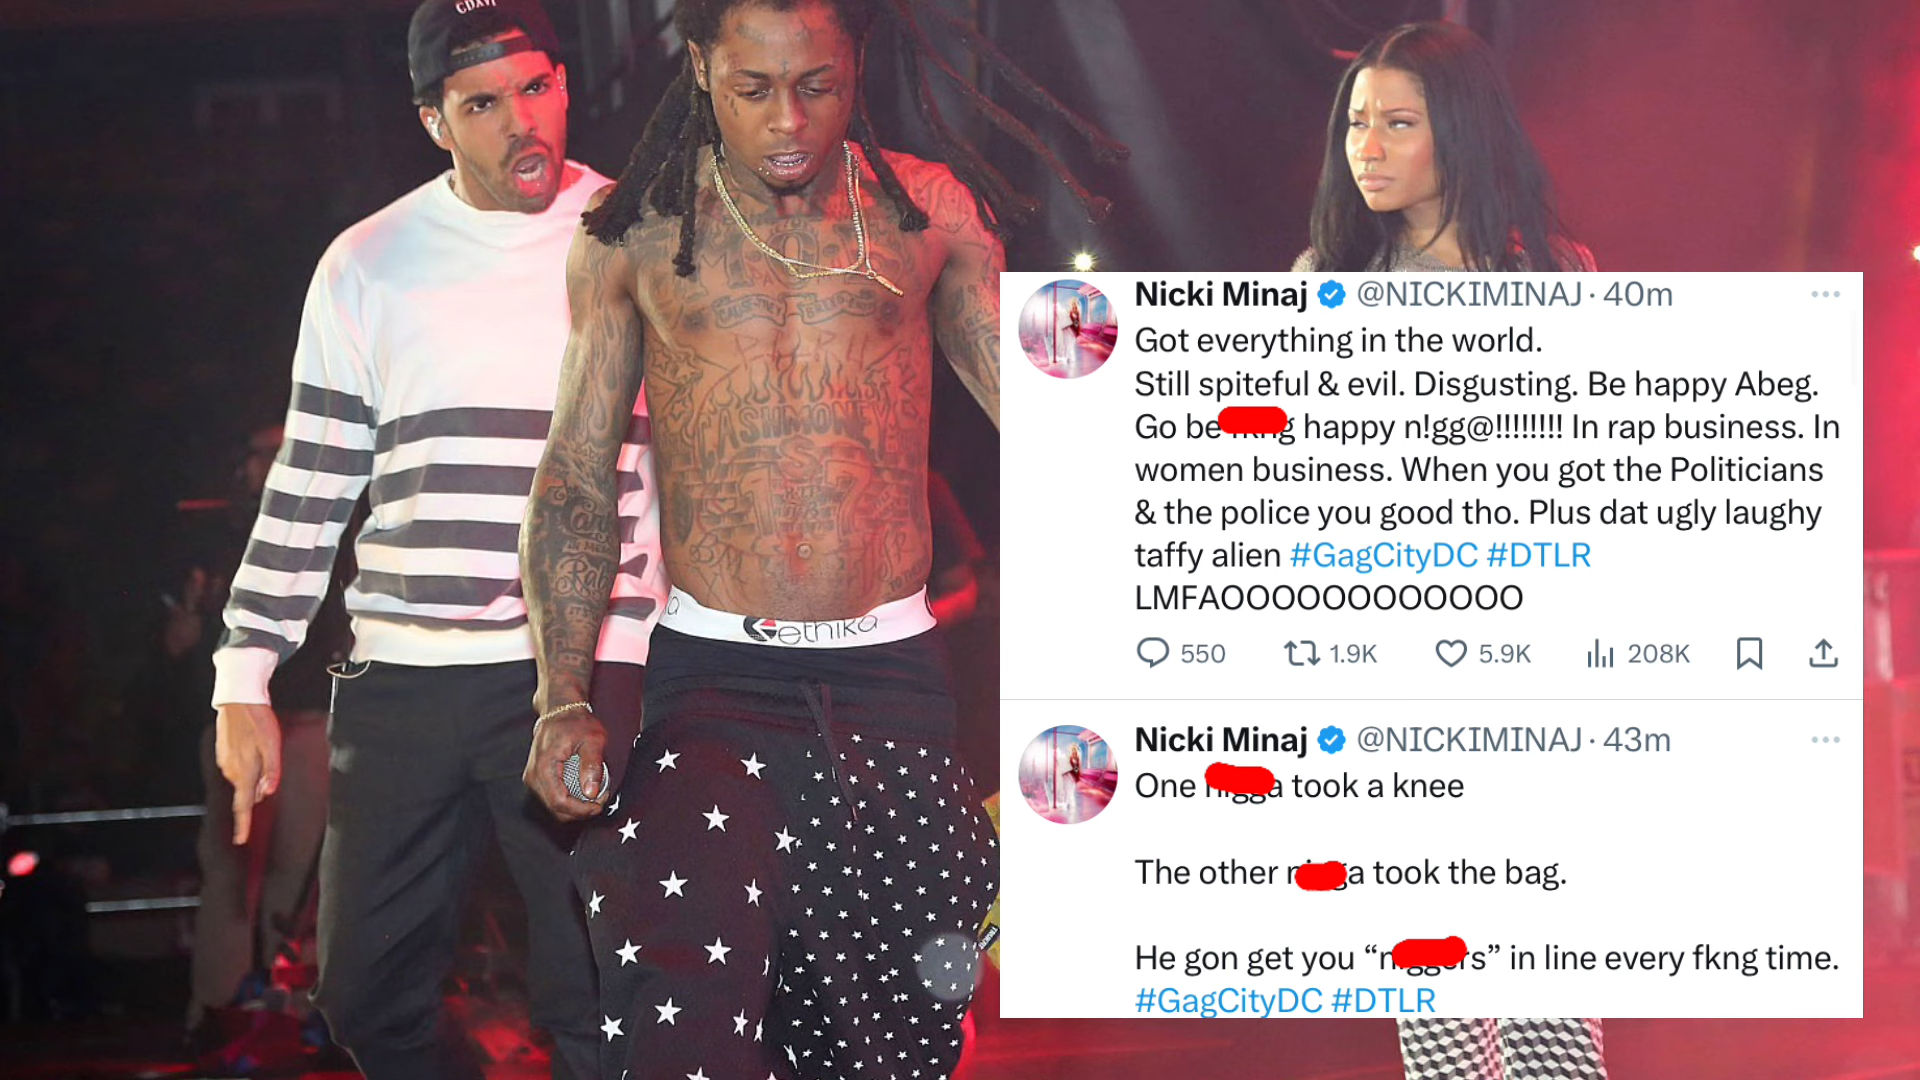 CDXVI
CASHMONEY
ethika
Nicki Minaj @NICKIMINAJ · 40m
Got everything in the world.
Still spiteful & evil. Disgusting. Be happy Abeg.
Go be happy n!gg@!!!!!!!! In rap business. In
women business. When you got the Politicians
& the police you good tho. Plus dat ugly laughy
taffy alien #GagCityDC #DTLR
LMFAOOOOOOOOOOOO
550 1.9K 5.9K 208K
Nicki Minaj @NICKIMINAJ · 43m
One took a knee
The other took the bag.
He gon get you in line every fkng time.
#GagCityDC #DTLR